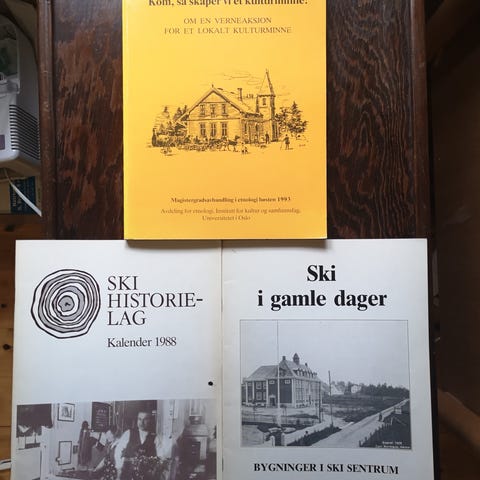 Kom, så skaper vi et kulturminne!
OM EN VERNEAKSJON
FOR ET LOKALT KULTURMINNE
Magistergradsavhandling i etnologi høsten 1993
Avdeling for etnologi, Institutt for kultur og samfunnsfag,
Universitetet i Oslo
SKI
HISTORIE-
LAG
Kalender 1988
Ski
i gamle dager
BYGNINGER I SKI SENTRUM